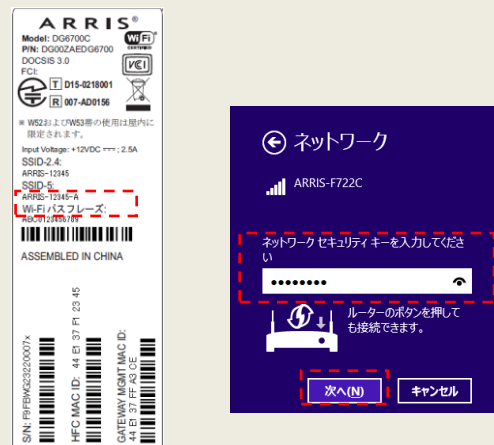 ARRIS®
Model: DG6700C
P/N: DG00ZAEDG6700
DOCSIS 3.0
FCI:
WiFi
CERTIFIED
VCI
T D15-0218001
R 007-AD0156
※ W52およびW53帯の使用は屋内に
限定されます。
Input Voltage: +12VDC ⎓ ; 2.5A
SSID-2.4:
ARRIS-12345
SSID-5:
ARRIS-12345-A
Wi-Fi パスフレーズ:
ABC0123456789
ASSEMBLED IN CHINA
S/N: F9FBWG23220007x
HFC MAC ID: 44 E1 37 F1 23 45
GATEWAY MGMT MAC ID:
44 E1 37 FF A3 CE
ネットワーク
ARRIS-F722C
ネットワーク セキュリティ キーを入力してくださ
い
●●●●●●●●
ルーターのボタンを押して
も接続できます。
次へ(N)
キャンセル